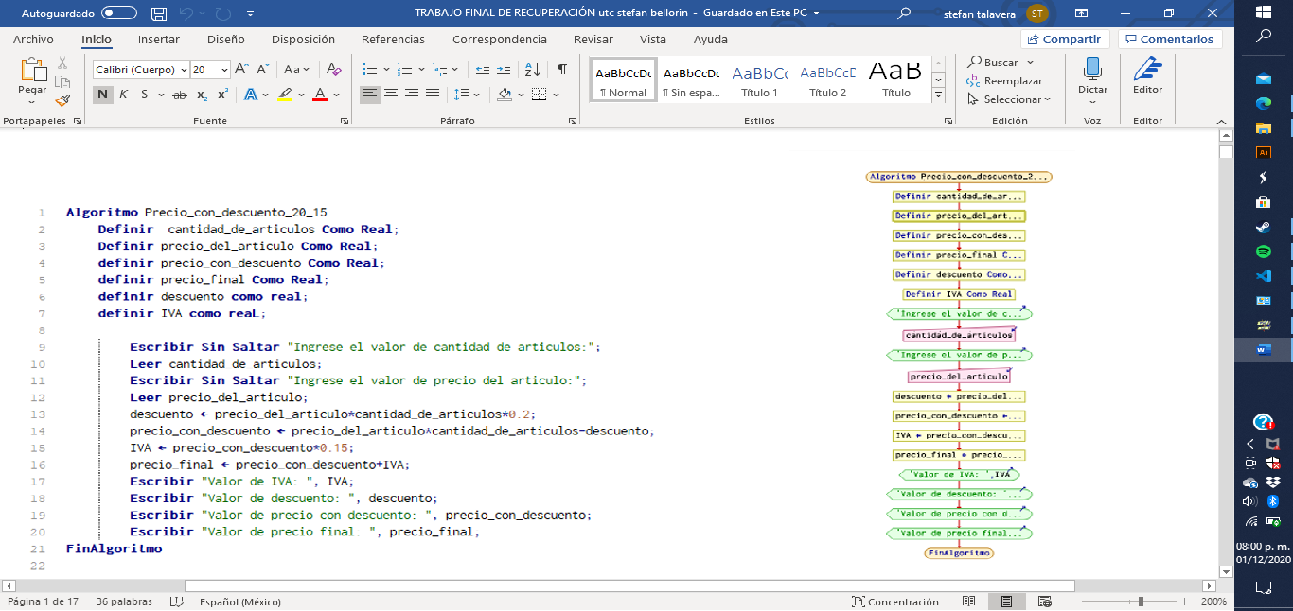 Autoguardado
TRABAJO FINAL DE RECUPERACIÓN utc stefan bellorin - Guardado en Este PC
stefan talavera
ST
Archivo Inicio Insertar Diseño Disposición Referencias Correspondencia Revisar Vista Ayuda
Compartir Comentarios
Pegar
Calibri (Cuerpo) 20 A A Aa A
N K S ab x₂ x² A A
AaBbCcDc AaBbCcDc AaBbCc AaBbCcD AaB
¶ Normal ¶ Sin espa... Título 1 Título 2 Título
Buscar
Reemplazar
Seleccionar
Dictar
Editor
Portapapeles Fuente Párrafo Estilos Edición Voz Editor
1 Algoritmo Precio_con_descuento_20_15
2 Definir cantidad_de_articulos Como Real;
3 Definir precio_del_articulo Como Real;
4 definir precio_con_descuento Como Real;
5 definir precio_final Como Real;
6 definir descuento como real;
7 definir IVA como reaL;
8
9 Escribir Sin Saltar "Ingrese el valor de cantidad de articulos:";
10 Leer cantidad_de_articulos;
11 Escribir Sin Saltar "Ingrese el valor de precio del articulo:";
12 Leer precio_del_articulo;
13 descuento ← precio_del_articulo*cantidad_de_articulos*0.2;
14 precio_con_descuento ← precio_del_articulo*cantidad_de_articulos-descuento;
15 IVA ← precio_con_descuento*0.15;
16 precio_final ← precio_con_descuento+IVA;
17 Escribir "Valor de IVA: ", IVA;
18 Escribir "Valor de descuento: ", descuento;
19 Escribir "Valor de precio con descuento: ", precio_con_descuento;
20 Escribir "Valor de precio final: ", precio_final;
21 FinAlgoritmo
22
Algoritmo Precio_con_descuento_2...
Definir cantidad_de_ar...
Definir precio_del_art...
Definir precio_con_des...
Definir precio_final C...
Definir descuento Como...
Definir IVA Como Real
'Ingrese el valor de c...
cantidad_de_articulos
'Ingrese el valor de p...
precio_del_articulo
descuento ← precio_del...
precio_con_descuento ←...
IVA ← precio_con_descu...
precio_final ← precio_...
'Valor de IVA: ',IVA
'Valor de descuento: '...
'Valor de precio con d...
'Valor de precio final...
FinAlgoritmo
Ai
08:00 p. m.
01/12/2020
Página 1 de 17 36 palabras Español (México) Concentración 200%